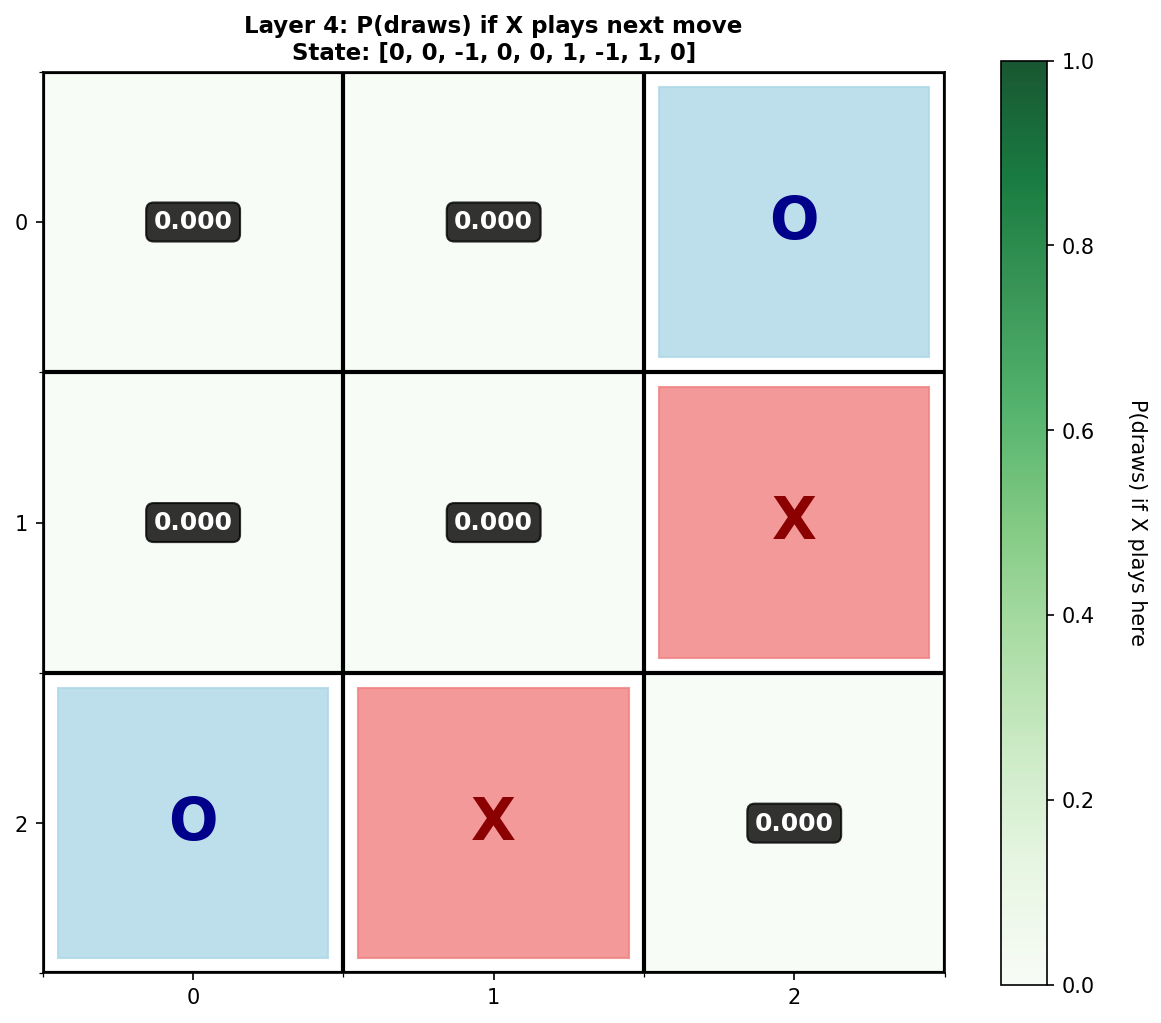 Layer 4: P(draws) if X plays next move
State: [0, 0, -1, 0, 0, 1, -1, 1, 0]
0
0.000
0.000
O
1
0.000
0.000
X
2
O
X
0.000
0
1
2
1.0
0.8
0.6
0.4
0.2
0.0
P(draws) if X plays here